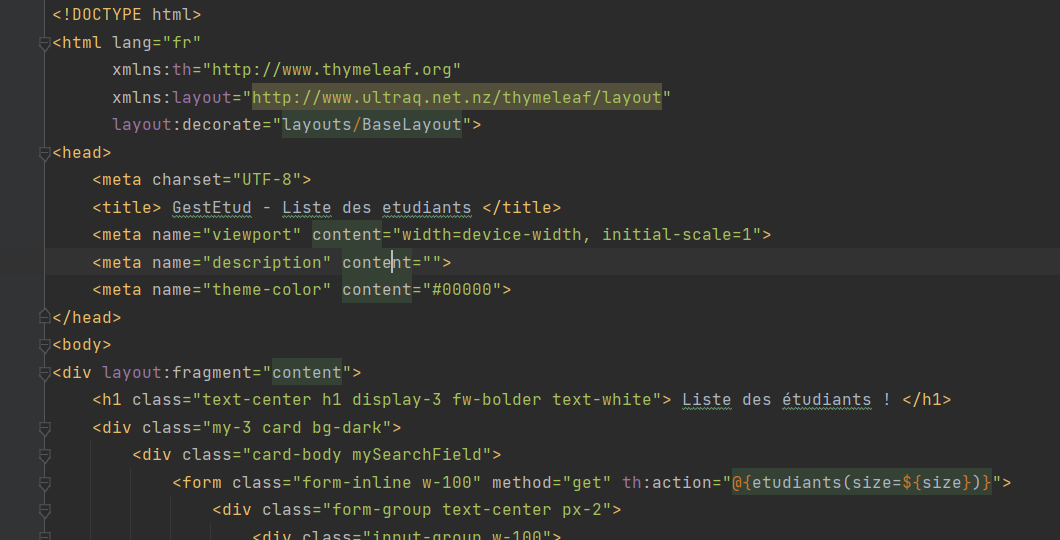 <!DOCTYPE html>
<html lang="fr"
xmlns:th="http://www.thymeleaf.org"
xmlns:layout="http://www.ultraq.net.nz/thymeleaf/layout"
layout:decorate="layouts/BaseLayout">
<head>
<meta charset="UTF-8">
<title> GestEtud - Liste des etudiants </title>
<meta name="viewport" content="width=device-width, initial-scale=1">
<meta name="description" content="">
<meta name="theme-color" content="#00000">
</head>
<body>
<div layout:fragment="content">
<h1 class="text-center h1 display-3 fw-bolder text-white"> Liste des étudiants ! </h1>
<div class="my-3 card bg-dark">
<div class="card-body mySearchField">
<form class="form-inline w-100" method="get" th:action="@{etudiants(size=${size})}">
<div class="form-group text-center px-2">
<div class="input-group w-100">